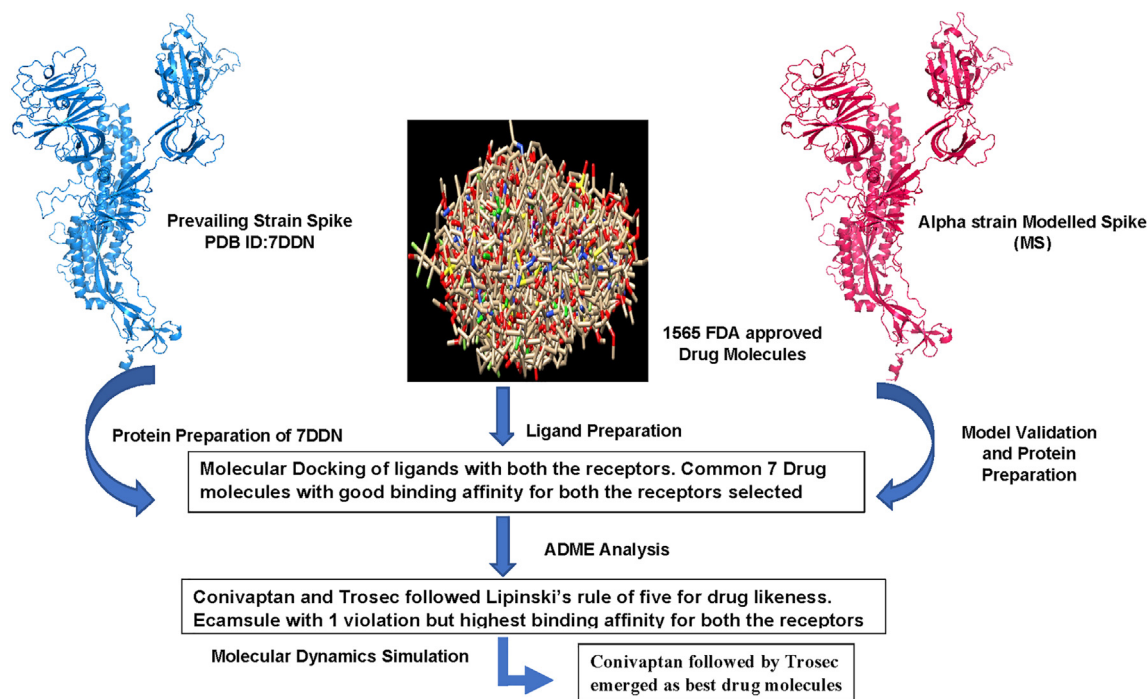 Prevailing Strain Spike
PDB ID:7DDN
Alpha strain Modelled Spike
(MS)
1565 FDA approved
Drug Molecules
Protein Preparation of 7DDN
Ligand Preparation
Model Validation
and Protein
Preparation
Molecular Docking of ligands with both the receptors. Common 7 Drug
molecules with good binding affinity for both the receptors selected
ADME Analysis
Conivaptan and Trosec followed Lipinski's rule of five for drug likeness.
Ecamsule with 1 violation but highest binding affinity for both the receptors
Molecular Dynamics Simulation
Conivaptan followed by Trosec
emerged as best drug molecules